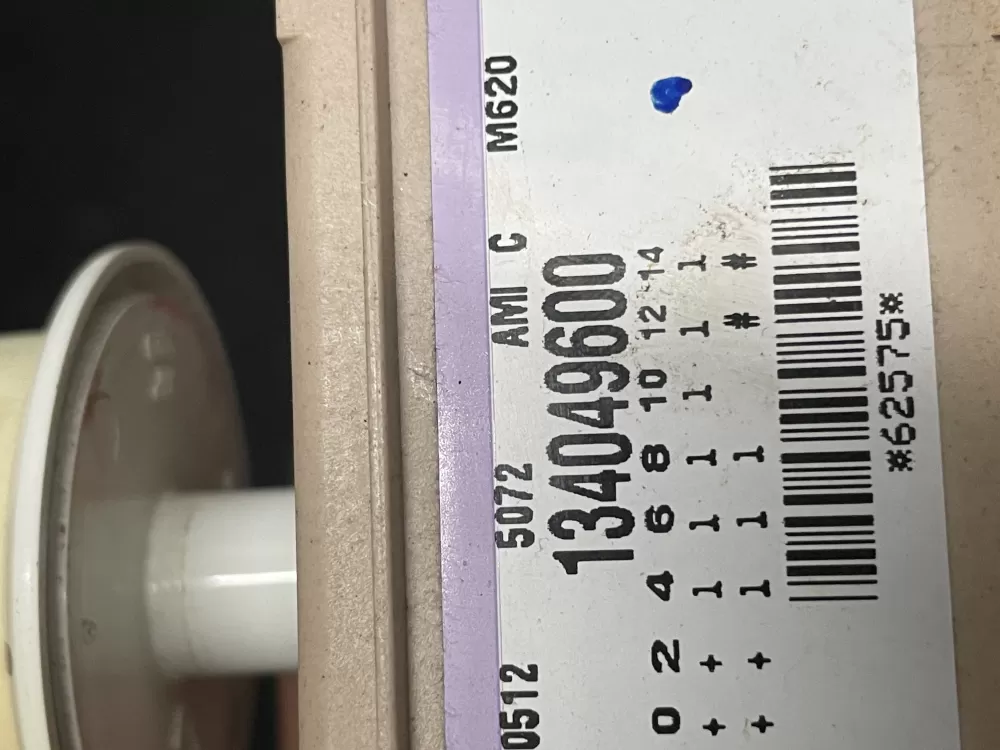 0512 5072 AMI C M620
134049600
0 2 4 6 8 10 12 14
+ + 1 1 1 1 1 1
+ + 1 1 1 # #
*62575*